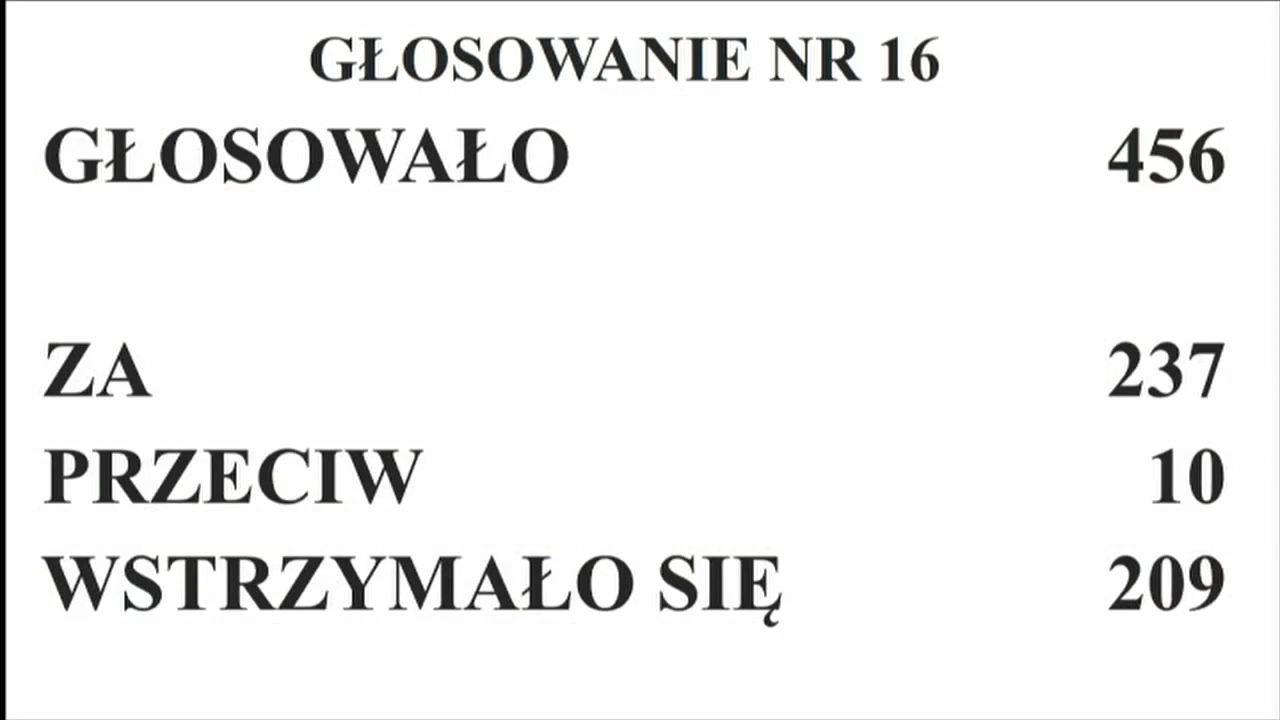 GŁOSOWANIE NR 16
GŁOSOWAŁO 456
ZA 237
PRZECIW 10
WSTRZYMAŁO SIĘ 209